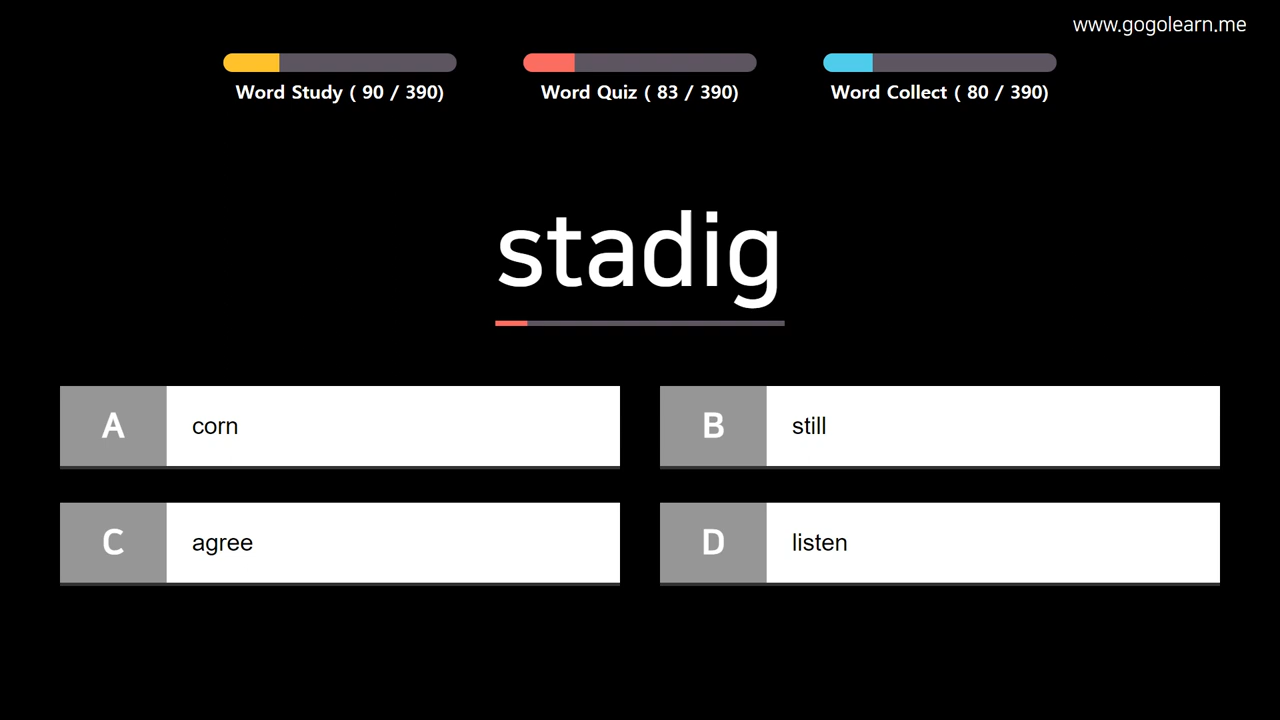 www.gogolearn.me
Word Study ( 90 / 390)
Word Quiz ( 83 / 390)
Word Collect ( 80 / 390)
stadig
A corn
B still
C agree
D listen